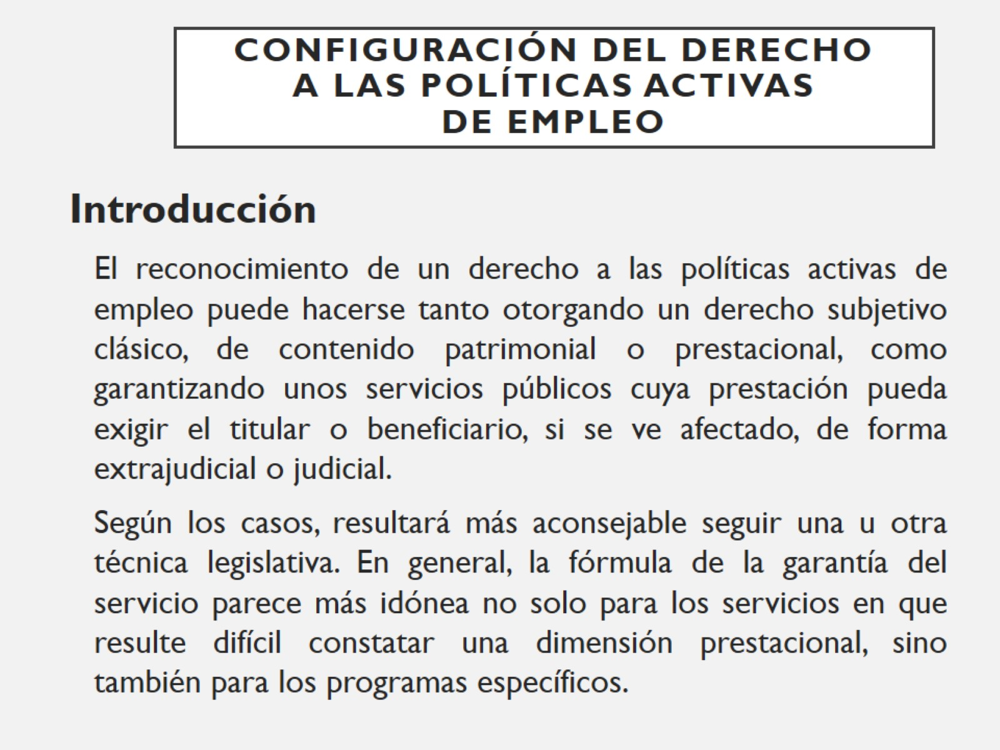 CONFIGURACIÓN DEL DERECHO
A LAS POLÍTICAS ACTIVAS
DE EMPLEO
Introducción
El reconocimiento de un derecho a las políticas activas de
empleo puede hacerse tanto otorgando un derecho subjetivo
clásico, de contenido patrimonial o prestacional, como
garantizando unos servicios públicos cuya prestación pueda
exigir el titular o beneficiario, si se ve afectado, de forma
extrajudicial o judicial.
Según los casos, resultará más aconsejable seguir una u otra
técnica legislativa. En general, la fórmula de la garantía del
servicio parece más idónea no solo para los servicios en que
resulte difícil constatar una dimensión prestacional, sino
también para los programas específicos.